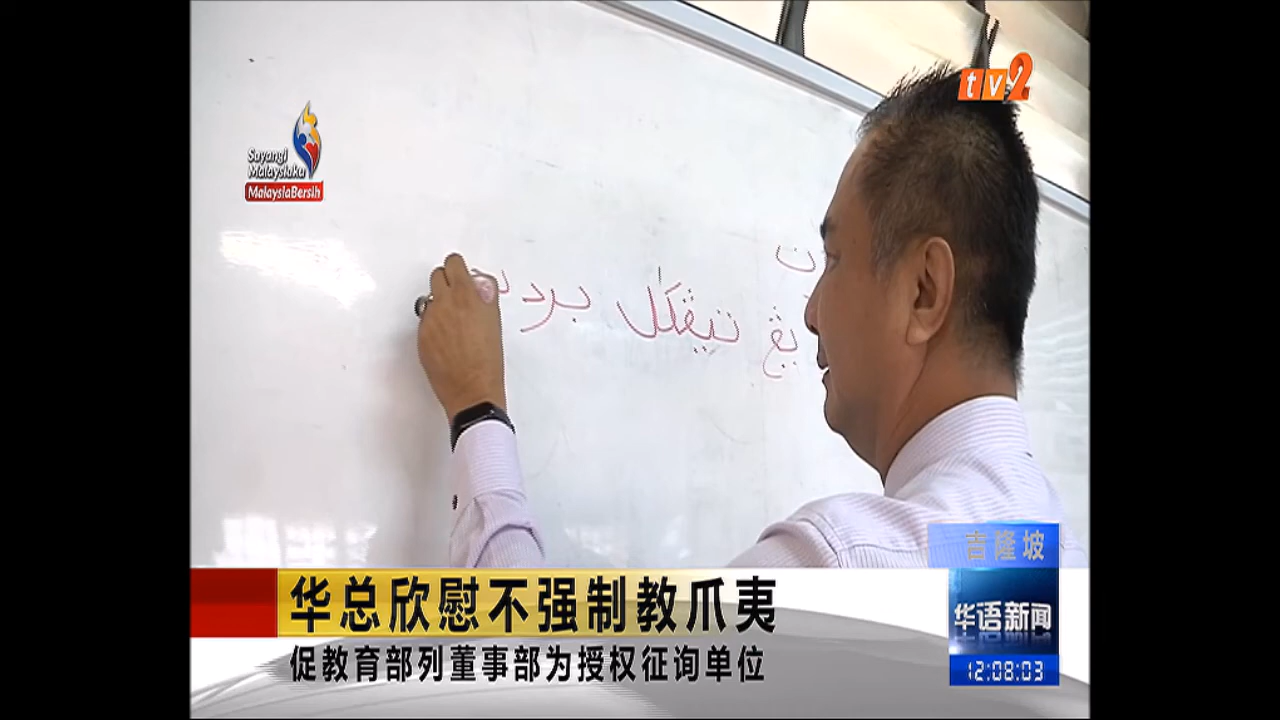 tv2
Sayangi
Malaysiaku
MalaysiaBersih
يڠ
吉隆坡
华总欣慰不强制教爪夷
促教育部列董事部为授权征询单位
华语新闻
12:08:03